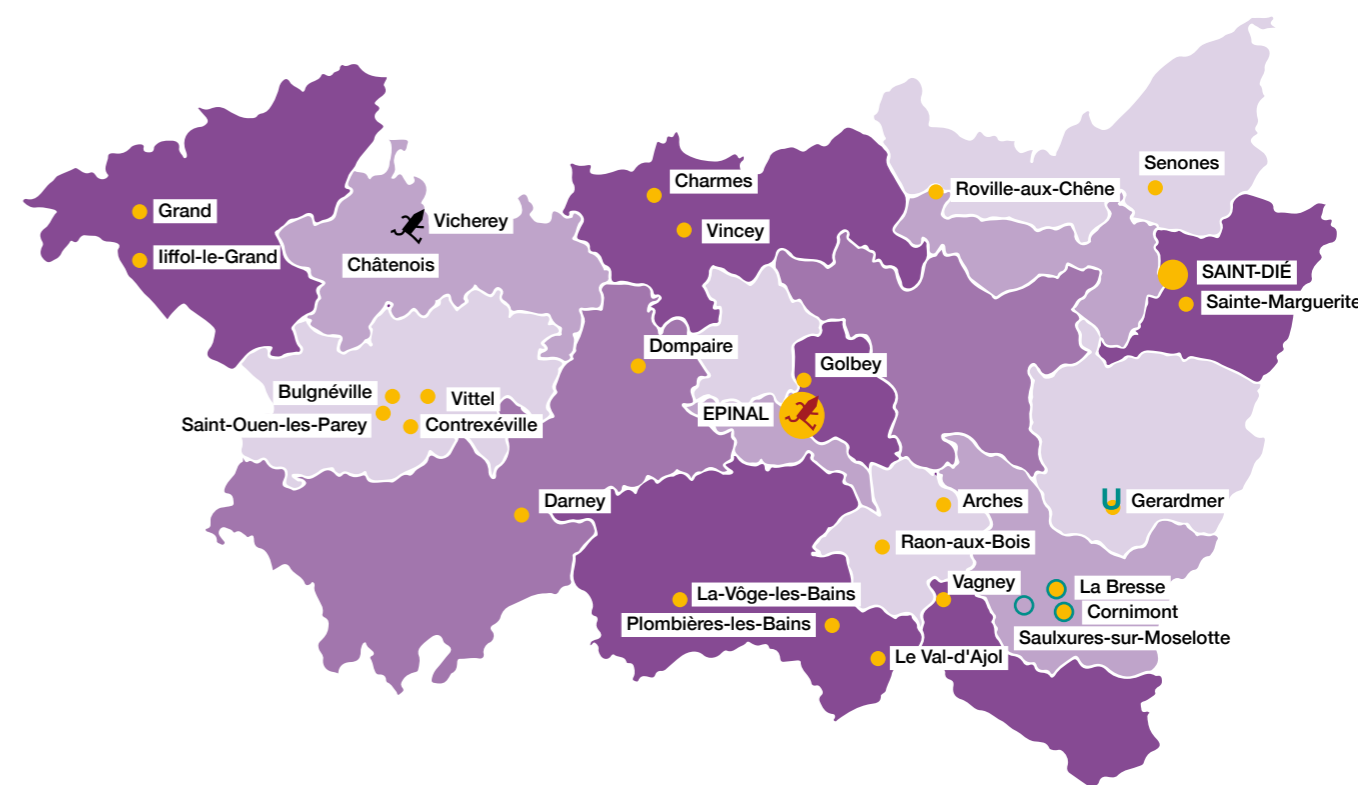 Senones
Charmes
Roville-aux-Chêne
Grand
Vicherey
Vincey
Iiffol-le-Grand
Châtenois
SAINT-DIÉ
Sainte-Marguerite
Dompaire
Golbey
Bulgnéville
Vittel
EPINAL
Saint-Ouen-les-Parey
Contrexéville
Darney
Arches
U
Gerardmer
Raon-aux-Bois
Vagney
La Bresse
La-Vôge-les-Bains
Cornimont
Plombières-les-Bains
Saulxures-sur-Moselotte
Le Val-d'Ajol